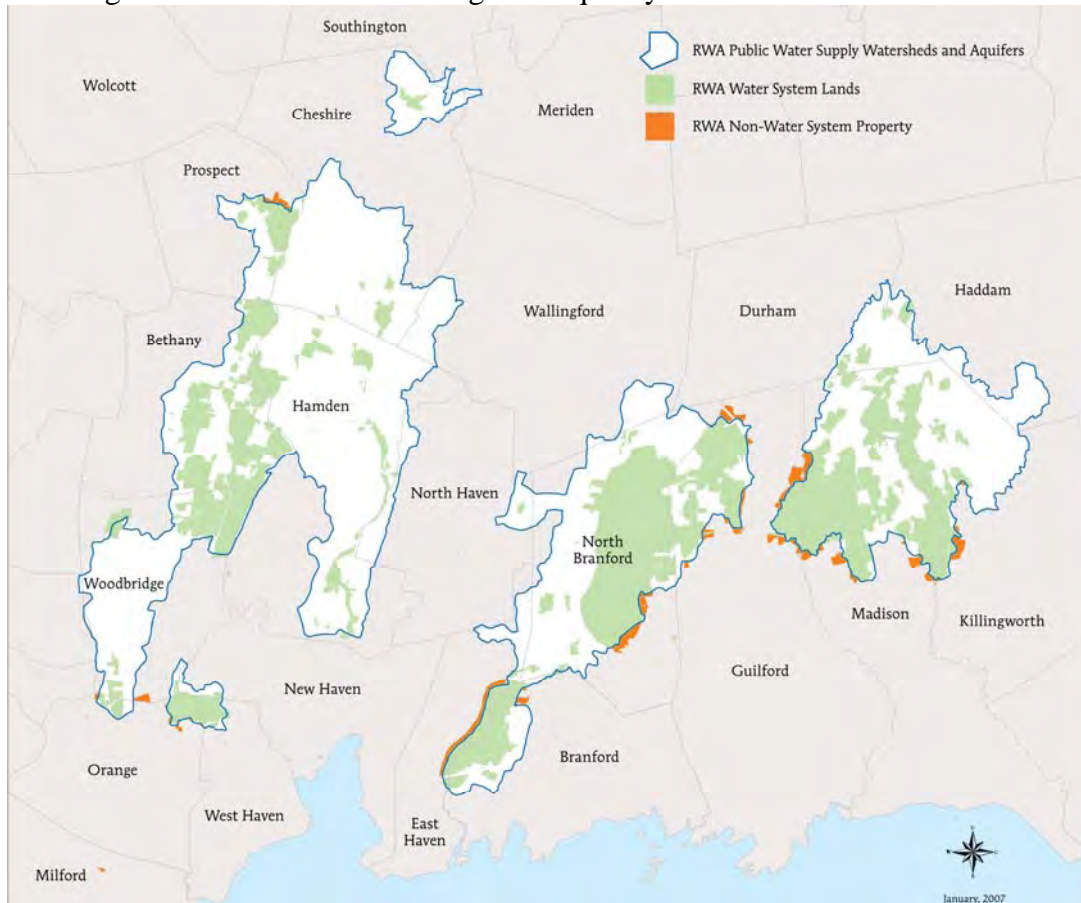 Southington
RWA Public Water Supply Watersheds and Aquifers
Wolcott
RWA Water System Lands
Cheshire
Meriden
RWA Non-Water System Property
Prospect
Haddam
Wallingford
Durham
Bethany
Hamden
North Haven
North
Branford
Woodbridge
Madison
Killingworth
Guilford
New Haven
Branford
Orange
West Haven
East
Haven
Milford
January, 2007